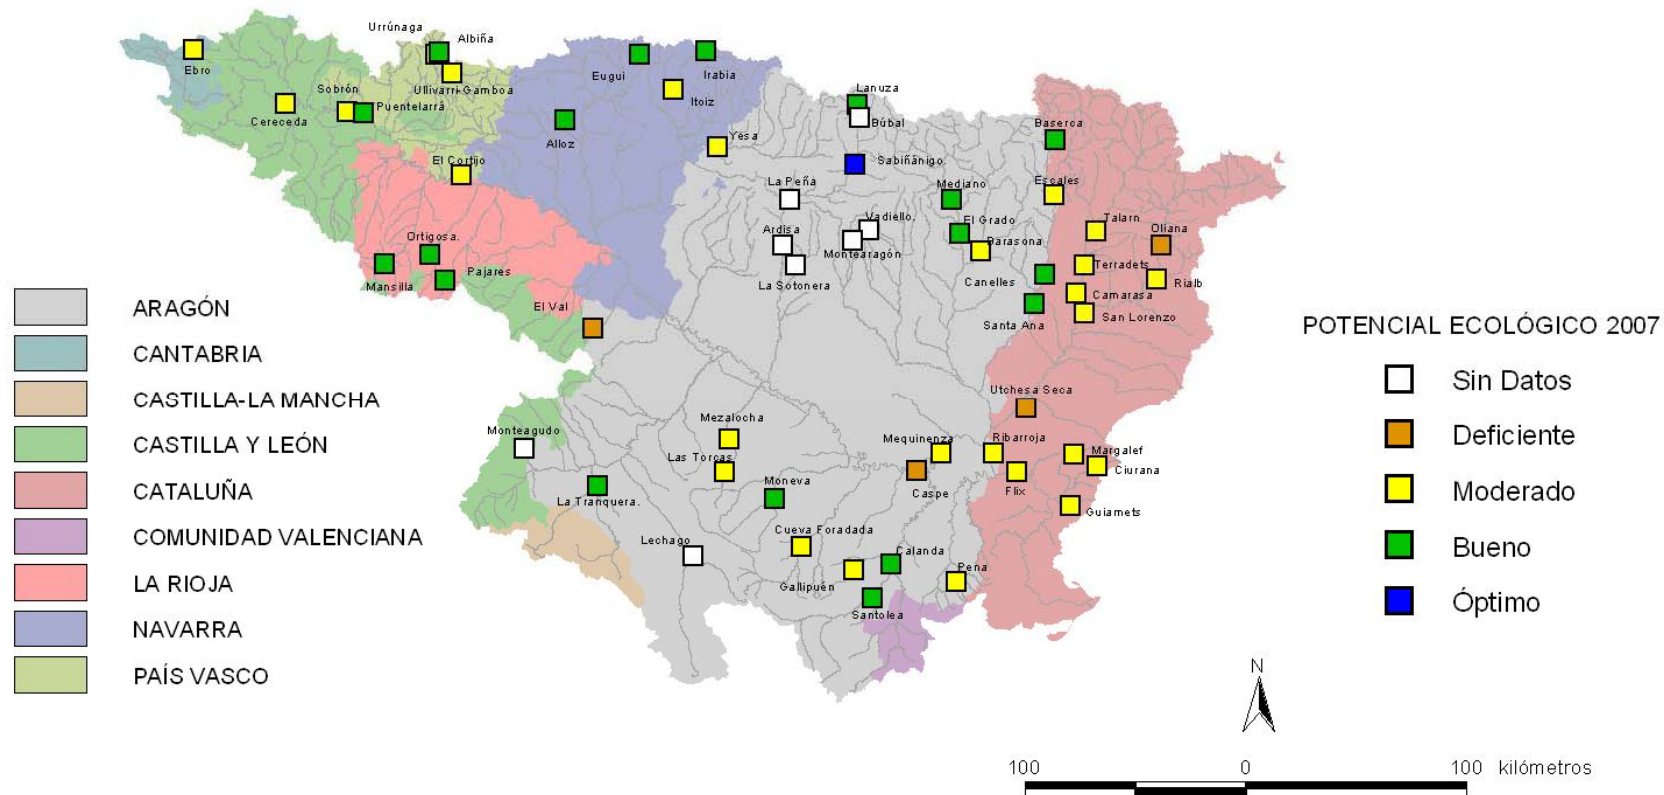 Urrúnaga
Albiña
Ebro
Sobrón
Ullivarri-Gamboa
Puentelarrá
Cereceda
El Cortijo
Eugui
Irabia
Itoiz
Alloz
Yesa
Lanuza
Búbal
Sabiñánigo.
Baserca
La Peña
Mediano
Escales
Vadiello.
El Grado
Talarn
Oliana
Ardisa
Montearagón
Barasona
La Sotonera
Canelles
Terradets
Rialb
Camarasa
Santa Ana
San Lorenzo
Ortigosa.
Pajares
Mansilla
El Val
Utchesa Seca
Mezalocha
Monteagudo
Las Torcas
Mequinenza
Ribarroja
Margalef
Ciurana
La Tranquera.
Moneva
Caspe
Flix
Guiamets
Cueva Foradada
Lechago
Calanda
Pena
Gallipuén
Santolea
ARAGÓN
CANTABRIA
CASTILLA-LA MANCHA
CASTILLA Y LEÓN
CATALUÑA
COMUNIDAD VALENCIANA
LA RIOJA
NAVARRA
PAÍS VASCO
POTENCIAL ECOLÓGICO 2007
Sin Datos
Deficiente
Moderado
Bueno
Óptimo
N
100 0 100 kilómetros